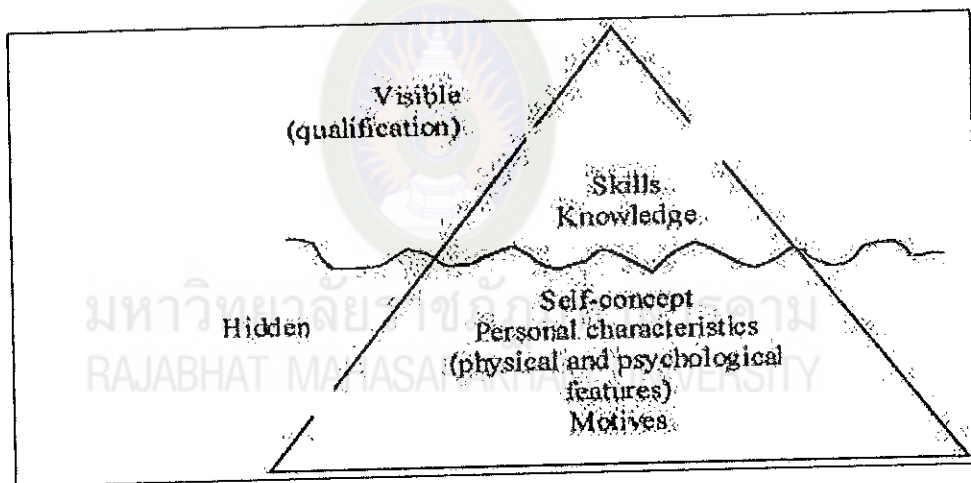 Visible
(qualification)
Skills
Knowledge
Hidden
Self-concept
Personal characteristics
(physical and psychological
features)
Motives
มหาวิทยาลัยราชภัฏมหาสารคาม
RAJABHAT MAHASARAKHAM UNIVERSITY